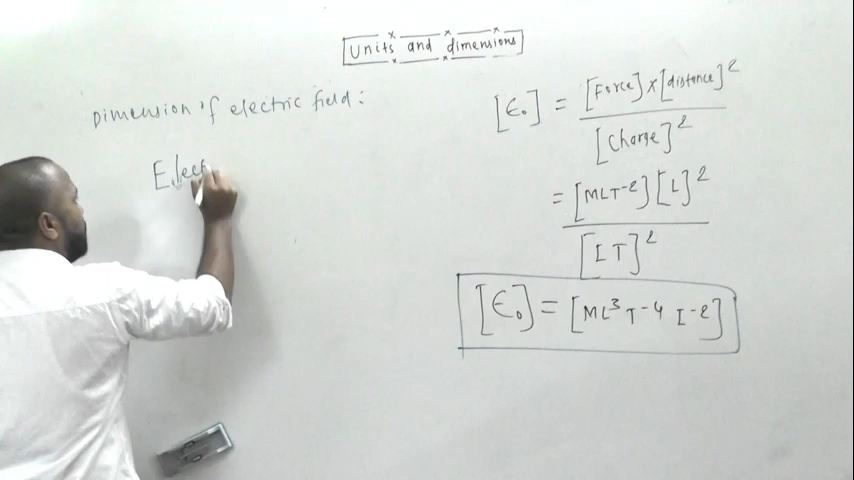 Units and dimensions
Dimension of electric field:
Elect
[ϵ₀] = [Force] × [distance]²
[Charge]²
= [MLT-2] [L]²
[IT]²
[ϵ₀] = [ML³ T-4 I-2]